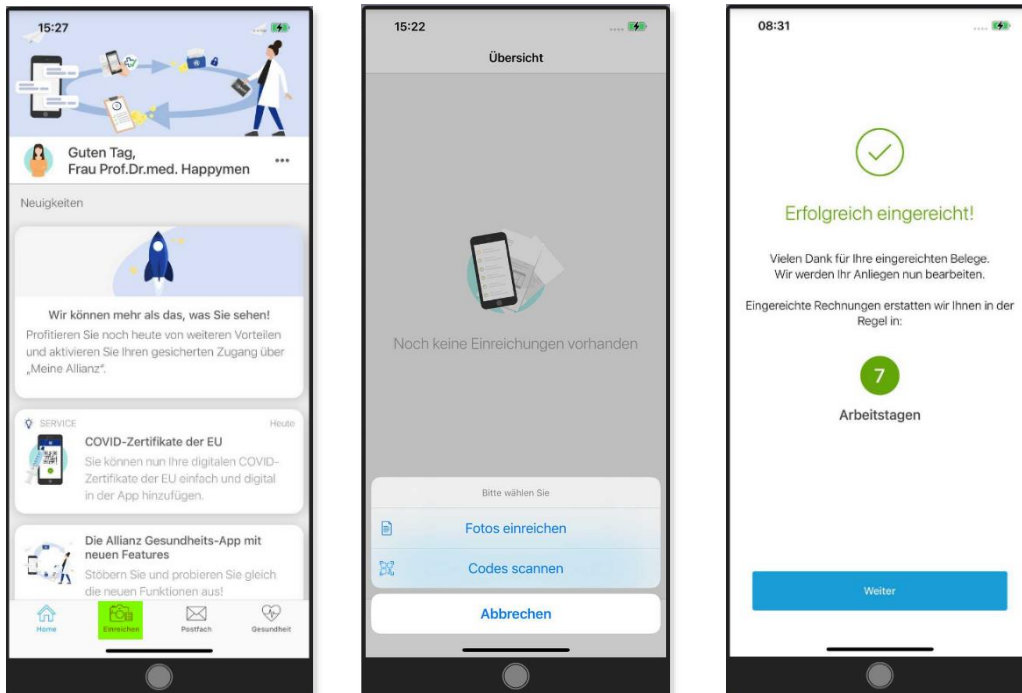 15:27
Guten Tag,
Frau Prof.Dr.med. Happymen
Neuigkeiten
Wir können mehr als das, was Sie sehen!
Profitieren Sie noch heute von weiteren Vorteilen
und aktivieren Sie Ihren gesicherten Zugang über
„Meine Allianz“.
SERVICE
Heute
COVID-Zertifikate der EU
Sie können nun Ihre digitalen COVID-
Zertifikate der EU einfach und digital
in der App hinzufügen.
Die Allianz Gesundheits-App mit
neuen Features
Stöbern Sie und probieren Sie gleich
die neuen Funktionen aus!
Home
Einreichen
Postfach
Gesundheit
15:22
Übersicht
Noch keine Einreichungen vorhanden
Bitte wählen Sie
Fotos einreichen
Codes scannen
Abbrechen
08:31
Erfolgreich eingereicht!
Vielen Dank für Ihre eingereichten Belege.
Wir werden Ihr Anliegen nun bearbeiten.
Eingereichte Rechnungen erstatten wir Ihnen in der
Regel in:
7
Arbeitstagen
Weiter